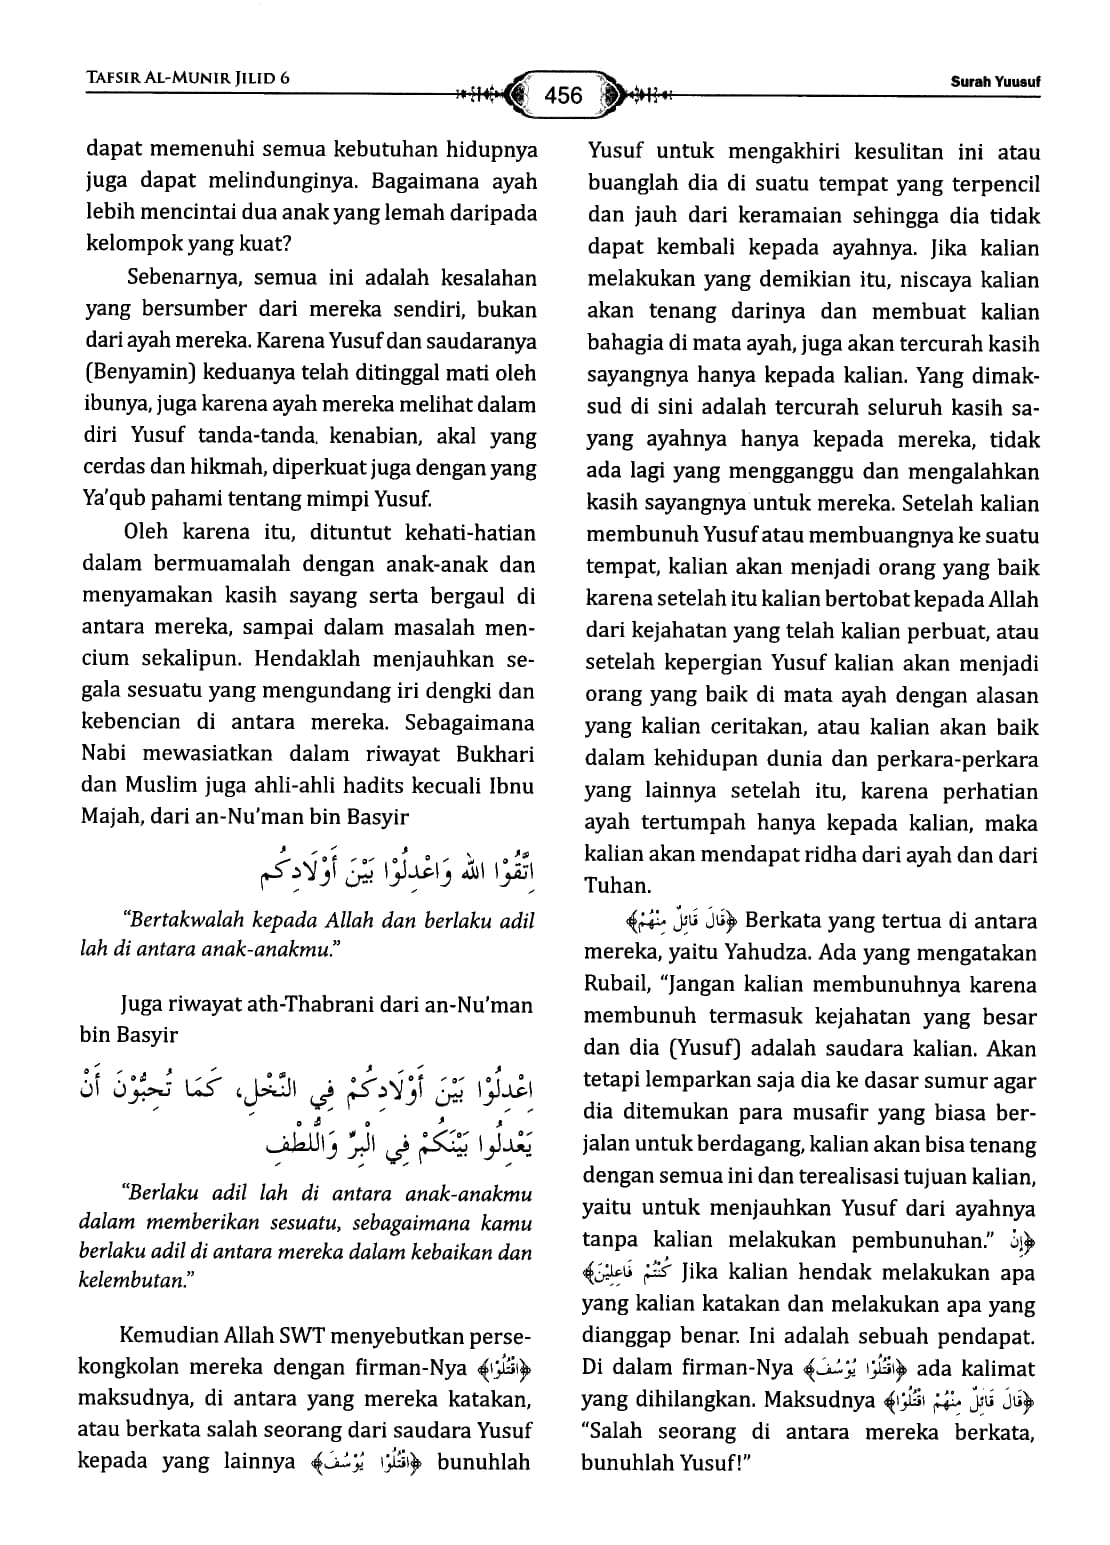 TAFSIR AL-MUNIR JILID 6
456
Surah Yuusuf
dapat memenuhi semua kebutuhan hidupnya
juga dapat melindunginya. Bagaimana ayah
lebih mencintai dua anak yang lemah daripada
kelompok yang kuat?
Sebenarnya, semua ini adalah kesalahan
yang bersumber dari mereka sendiri, bukan
dari ayah mereka. Karena Yusuf dan saudaranya
(Benyamin) keduanya telah ditinggal mati oleh
ibunya, juga karena ayah mereka melihat dalam
diri Yusuf tanda-tanda kenabian, akal yang
cerdas dan hikmah, diperkuat juga dengan yang
Ya'qub pahami tentang mimpi Yusuf.
Oleh karena itu, dituntut kehati-hatian
dalam bermuamalah dengan anak-anak dan
menyamakan kasih sayang serta bergaul di
antara mereka, sampai dalam masalah men-
cium sekalipun. Hendaklah menjauhkan se-
gala sesuatu yang mengundang iri dengki dan
kebencian di antara mereka. Sebagaimana
Nabi mewasiatkan dalam riwayat Bukhari
dan Muslim juga ahli-ahli hadits kecuali Ibnu
Majah, dari an-Nu'man bin Basyir
اِتَّقُوْا الله وَاعْدِلُوْا بَيْنَ أَوْلَادِكُم
“Bertakwalah kepada Allah dan berlaku adil
lah di antara anak-anakmu.”
Juga riwayat ath-Thabrani dari an-Nu'man
bin Basyir
اعْدِلُوْا بَيْنَ أَوْلَادِكُمْ فِي النَّخْلِ، كَمَا تُحِبُّوْنَ أَنْ
يَعْدِلُوا بَيْنَكُمْ فِي الْبِرِّ وَاللُّطْفِ
“Berlaku adil lah di antara anak-anakmu
dalam memberikan sesuatu, sebagaimana kamu
berlaku adil di antara mereka dalam kebaikan dan
kelembutan.”
Kemudian Allah SWT menyebutkan perse-
kongkolan mereka dengan firman-Nya ﴿اقْتُلُوْا﴾
maksudnya, di antara yang mereka katakan,
atau berkata salah seorang dari saudara Yusuf
kepada yang lainnya ﴿اقْتُلُوْا يُوْسُفَ﴾ bunuhlah
Yusuf untuk mengakhiri kesulitan ini atau
buanglah dia di suatu tempat yang terpencil
dan jauh dari keramaian sehingga dia tidak
dapat kembali kepada ayahnya. Jika kalian
melakukan yang demikian itu, niscaya kalian
akan tenang darinya dan membuat kalian
bahagia di mata ayah, juga akan tercurah kasih
sayangnya hanya kepada kalian. Yang dimak-
sud di sini adalah tercurah seluruh kasih sa-
yang ayahnya hanya kepada mereka, tidak
ada lagi yang mengganggu dan mengalahkan
kasih sayangnya untuk mereka. Setelah kalian
membunuh Yusuf atau membuangnya ke suatu
tempat, kalian akan menjadi orang yang baik
karena setelah itu kalian bertobat kepada Allah
dari kejahatan yang telah kalian perbuat, atau
setelah kepergian Yusuf kalian akan menjadi
orang yang baik di mata ayah dengan alasan
yang kalian ceritakan, atau kalian akan baik
dalam kehidupan dunia dan perkara-perkara
yang lainnya setelah itu, karena perhatian
ayah tertumpah hanya kepada kalian, maka
kalian akan mendapat ridha dari ayah dan dari
Tuhan.
﴿قَالَ قَائِلٌ مِنْهُمْ﴾ Berkata yang tertua di antara
mereka, yaitu Yahudza. Ada yang mengatakan
Rubail, “Jangan kalian membunuhnya karena
membunuh termasuk kejahatan yang besar
dan dia (Yusuf) adalah saudara kalian. Akan
tetapi lemparkan saja dia ke dasar sumur agar
dia ditemukan para musafir yang biasa ber-
jalan untuk berdagang, kalian akan bisa tenang
dengan semua ini dan terealisasi tujuan kalian,
yaitu untuk menjauhkan Yusuf dari ayahnya
tanpa kalian melakukan pembunuhan.” ﴿إِنْ
كُنْتُمْ فَاعِلِيْنَ﴾ Jika kalian hendak melakukan apa
yang kalian katakan dan melakukan apa yang
dianggap benar. Ini adalah sebuah pendapat.
Di dalam firman-Nya ﴿اقْتُلُوْا يُوْسُفَ﴾ ada kalimat
yang dihilangkan. Maksudnya ﴿قَالَ قَائِلٌ مِنْهُمْ اقْتُلُوْا﴾
“Salah seorang di antara mereka berkata,
bunuhlah Yusuf!”